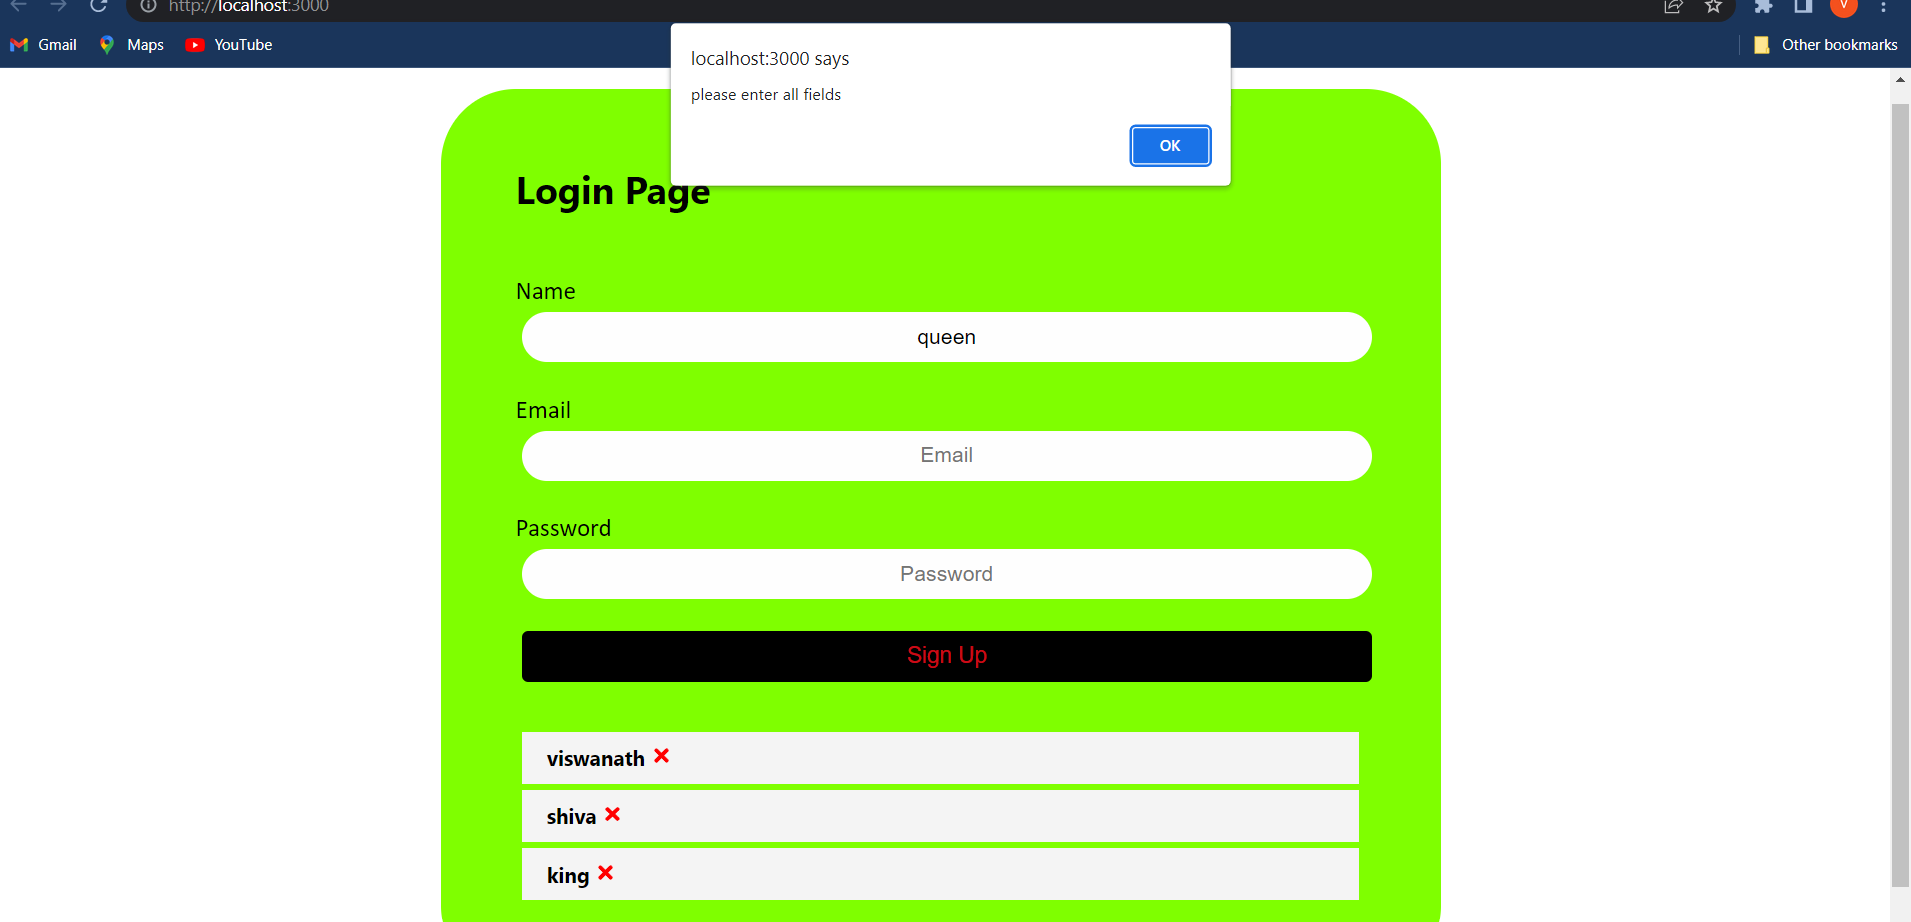 http://localhost:3000
Gmail Maps YouTube Other bookmarks
V
localhost:3000 says
please enter all fields
OK
Login Page
Name
queen
Email
Email
Password
Password
Sign Up
viswanath
shiva
king